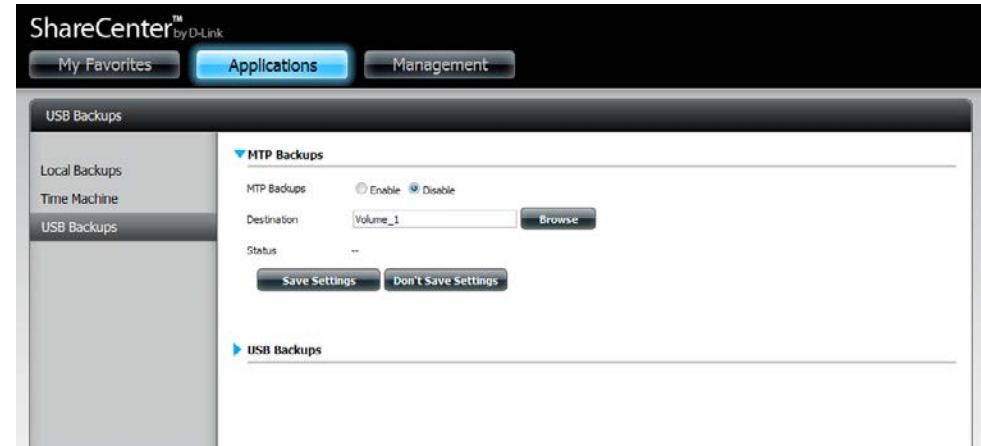 ShareCenter™ by D-Link
My Favorites Applications Management
USB Backups
Local Backups
Time Machine
USB Backups
MTP Backups
MTP Backups Enable Disable
Destination Volume_1 Browse
Status --
Save Settings Don't Save Settings
USB Backups